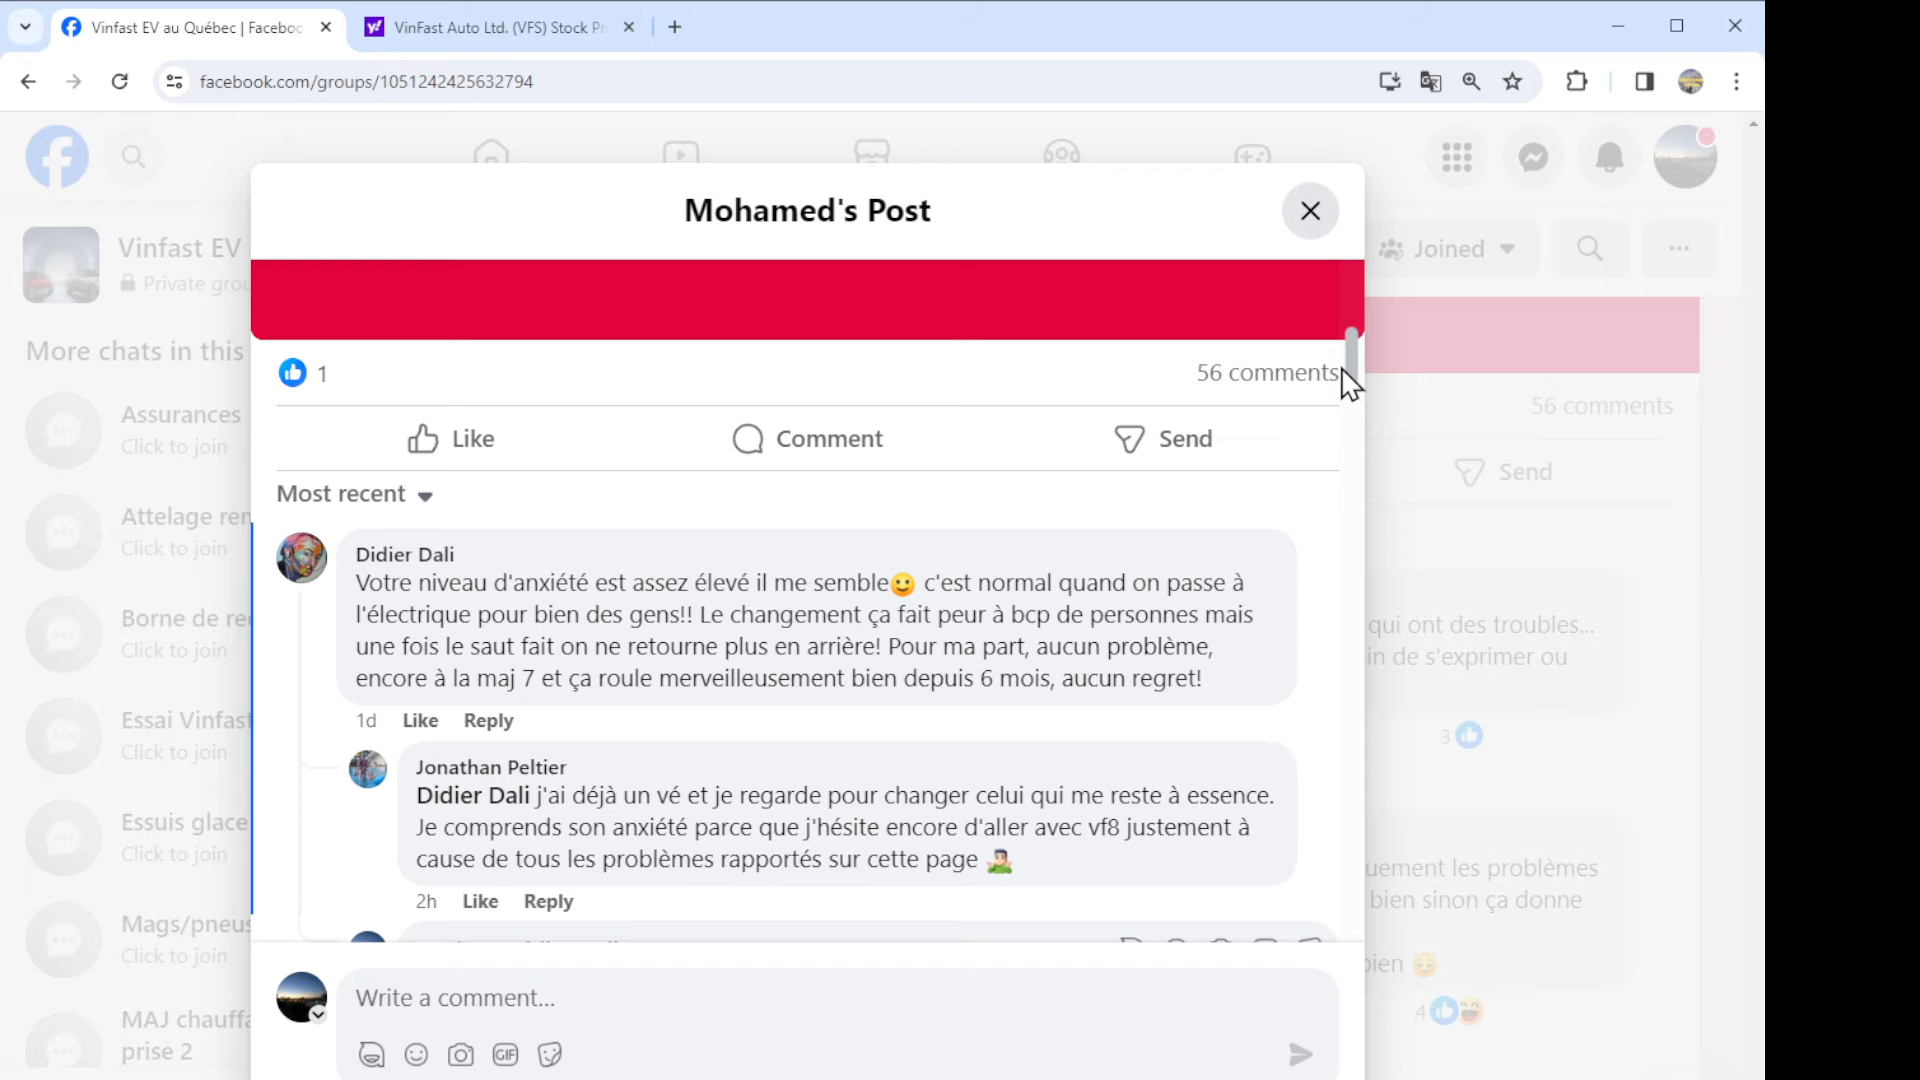 Vinfast EV au Québec | Faceboo
VinFast Auto Ltd. (VFS) Stock Pr
facebook.com/groups/1051242425632794
Mohamed's Post
Vinfast EV
Private grou
Joined
More chats in this
Assurances
Click to join
Attelage
Click to join
Borne de
Click to join
Essai Vinfast
Click to join
Essuis glace
Click to join
Mags/pneus
Click to join
MAJ chauffa
prise 2
1
56 comments
Like
Comment
Send
Most recent
Didier Dali
Votre niveau d'anxiété est assez élevé il me semble🙂 c'est normal quand on passe à
l'électrique pour bien des gens!! Le changement ça fait peur à bcp de personnes mais
une fois le saut fait on ne retourne plus en arrière! Pour ma part, aucun problème,
encore à la maj 7 et ça roule merveilleusement bien depuis 6 mois, aucun regret!
1d Like Reply
Jonathan Peltier
Didier Dali j'ai déjà un vé et je regarde pour changer celui qui me reste à essence.
Je comprends son anxiété parce que j'hésite encore d'aller avec vf8 justement à
cause de tous les problèmes rapportés sur cette page 🤷🏻‍♂️
2h Like Reply
Write a comment...
GIF
56 comments
Send
qui ont des troubles...
in de s'exprimer ou
3
uement les problèmes
bien sinon ça donne
bien 😌
4